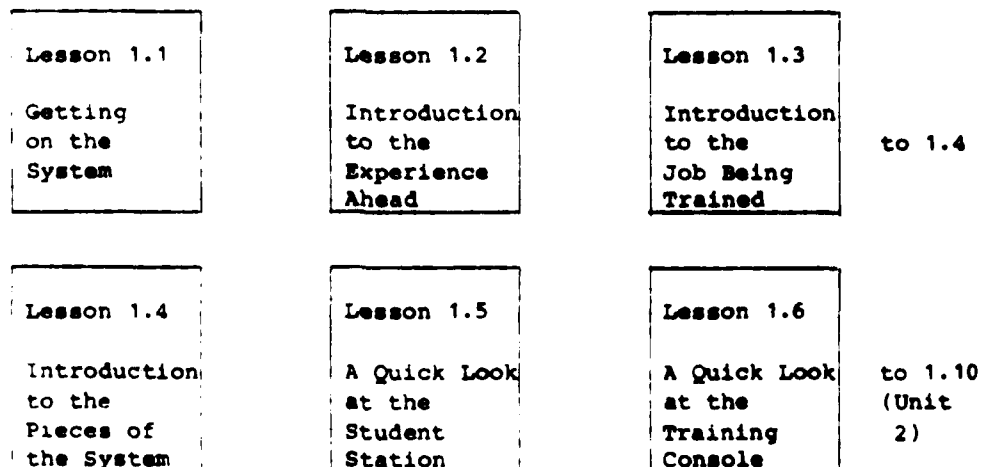 Lesson 1.1
Getting
on the
System
Lesson 1.2
Introduction
to the
Experience
Ahead
Lesson 1.3
Introduction
to the
Job Being
Trained
to 1.4
Lesson 1.4
Introduction
to the
Pieces of
the System
Lesson 1.5
A Quick Look
at the
Student
Station
Lesson 1.6
A Quick Look
at the
Training
Console
to 1.10
(Unit
2)